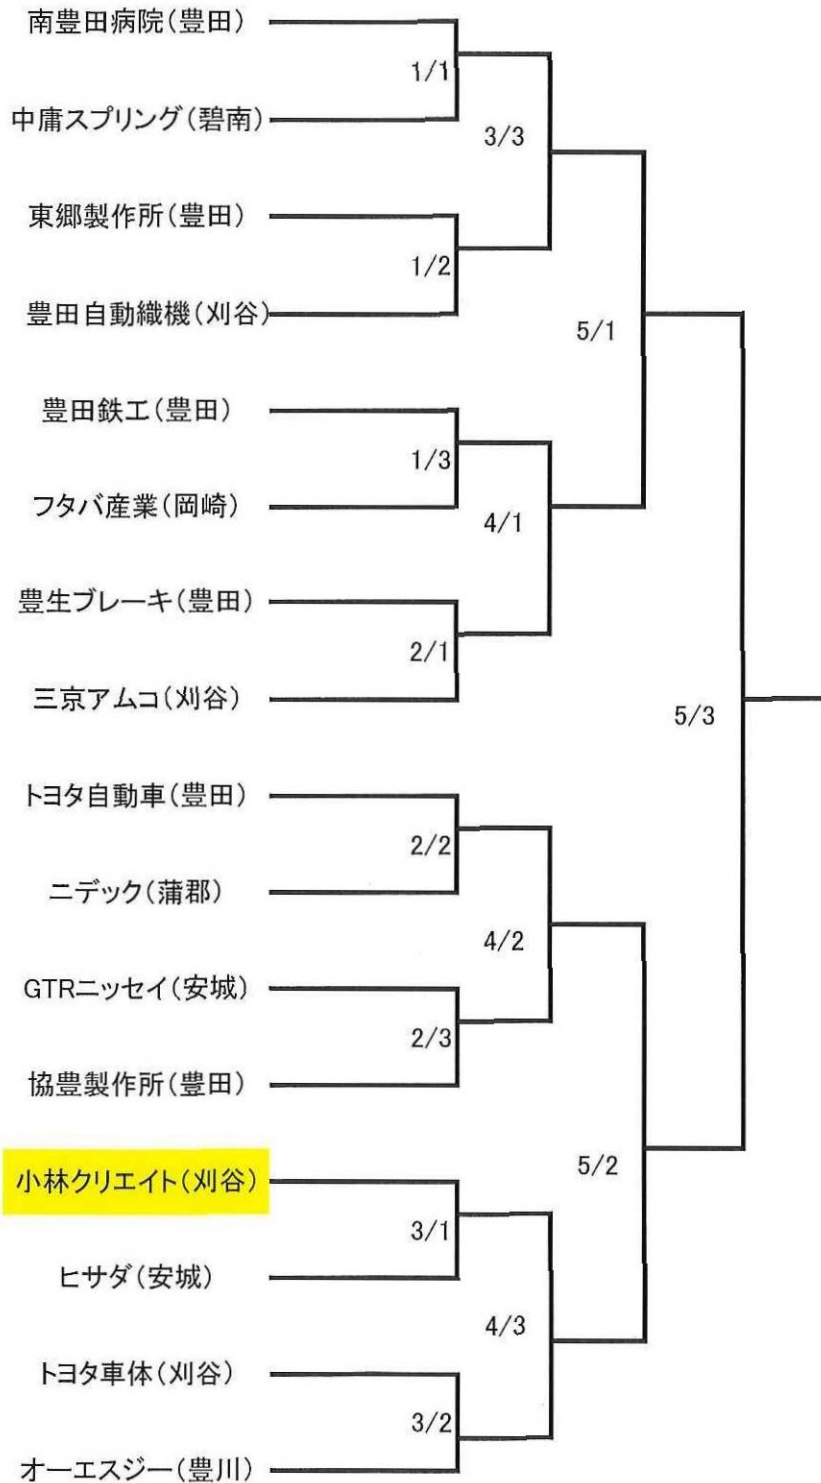 南豊田病院(豊田)
1/1
中庸スプリング(碧南)
3/3
東郷製作所(豊田)
1/2
豊田自動織機(刈谷)
5/1
豊田鉄工(豊田)
1/3
フタバ産業(岡崎)
4/1
豊生ブレーキ(豊田)
2/1
三京アムコ(刈谷)
5/3
トヨタ自動車(豊田)
2/2
ニデック(蒲郡)
4/2
GTRニッセイ(安城)
2/3
協豊製作所(豊田)
5/2
小林クリエイト(刈谷)
3/1
ヒサダ(安城)
4/3
トヨタ車体(刈谷)
3/2
オーエスジー(豊川)